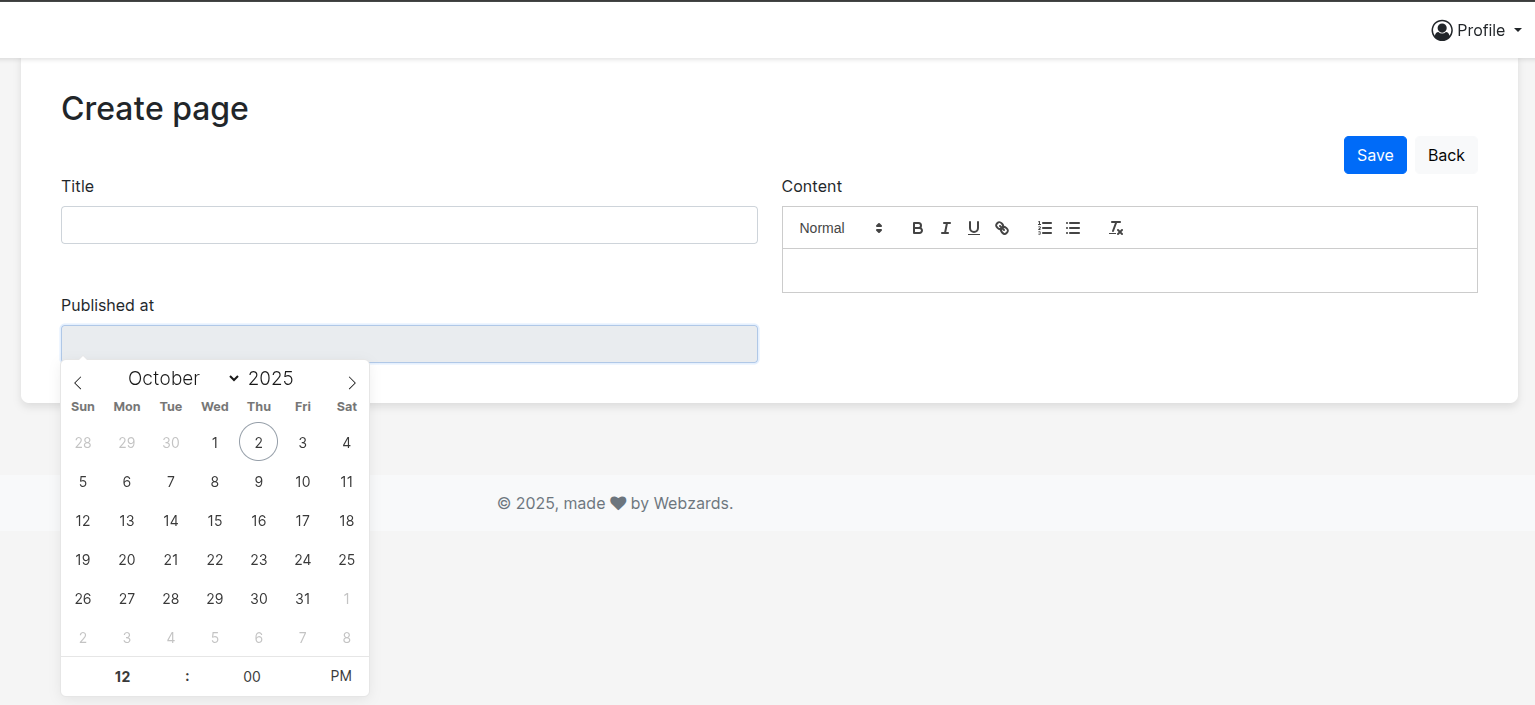 Profile
Create page
Save Back
Title
Content
Normal B I U
Published at
October 2025
Sun Mon Tue Wed Thu Fri Sat
28 29 30 1 2 3 4
5 6 7 8 9 10 11
12 13 14 15 16 17 18
19 20 21 22 23 24 25
26 27 28 29 30 31 1
2 3 4 5 6 7 8
12 : 00 PM
© 2025, made ♥ by Webzards.